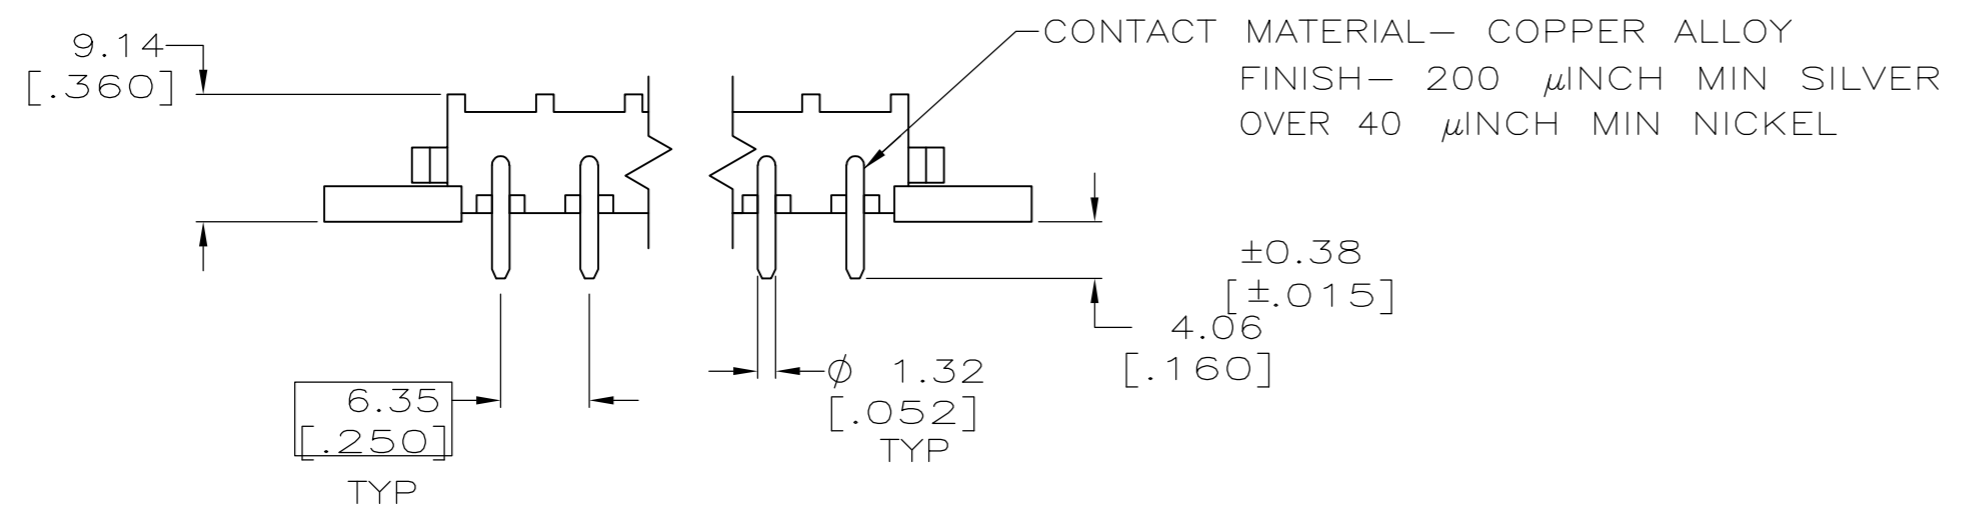 9.14
[.360]
CONTACT MATERIAL– COPPER ALLOY
FINISH– 200 µINCH MIN SILVER
OVER 40 µINCH MIN NICKEL
±0.38
[±.015]
4.06
[.160]
Ø 1.32
[.052]
TYP
6.35
[.250]
TYP